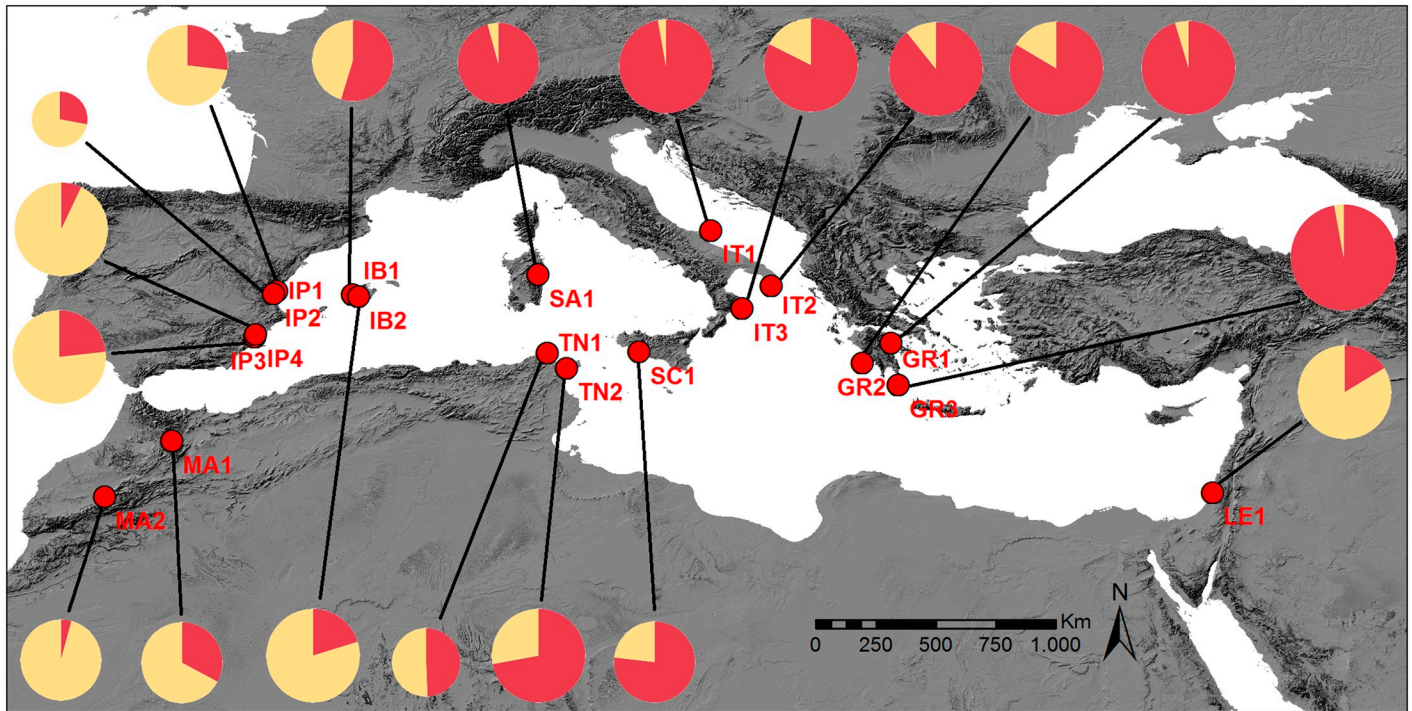 IT1
IP1
IB1
SA1
IT2
IP2
IB2
IT3
IP3
IP4
TN1
SC1
GR1
TN2
GR2
GR3
MA1
MA2
LE1
N
Km
0 250 500 750 1.000